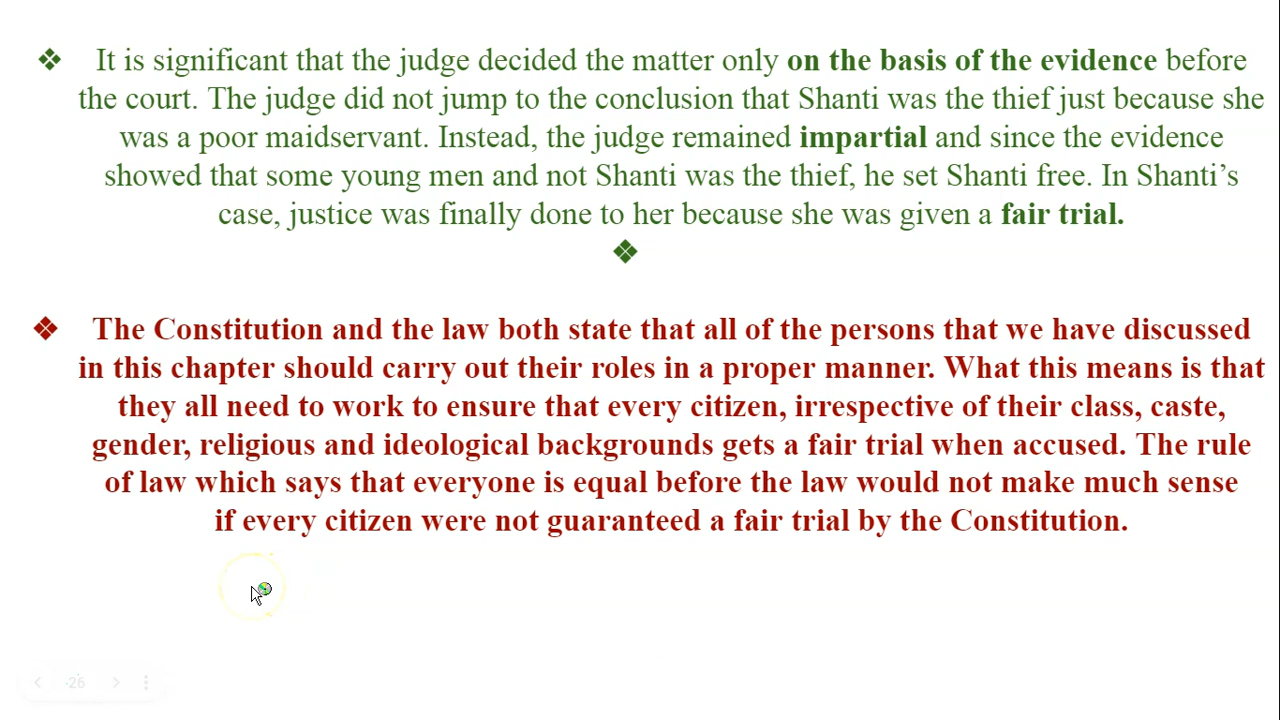 ❖ It is significant that the judge decided the matter only on the basis of the evidence before
the court. The judge did not jump to the conclusion that Shanti was the thief just because she
was a poor maidservant. Instead, the judge remained impartial and since the evidence
showed that some young men and not Shanti was the thief, he set Shanti free. In Shanti’s
case, justice was finally done to her because she was given a fair trial.
❖
❖ The Constitution and the law both state that all of the persons that we have discussed
in this chapter should carry out their roles in a proper manner. What this means is that
they all need to work to ensure that every citizen, irrespective of their class, caste,
gender, religious and ideological backgrounds gets a fair trial when accused. The rule
of law which says that everyone is equal before the law would not make much sense
if every citizen were not guaranteed a fair trial by the Constitution.
26